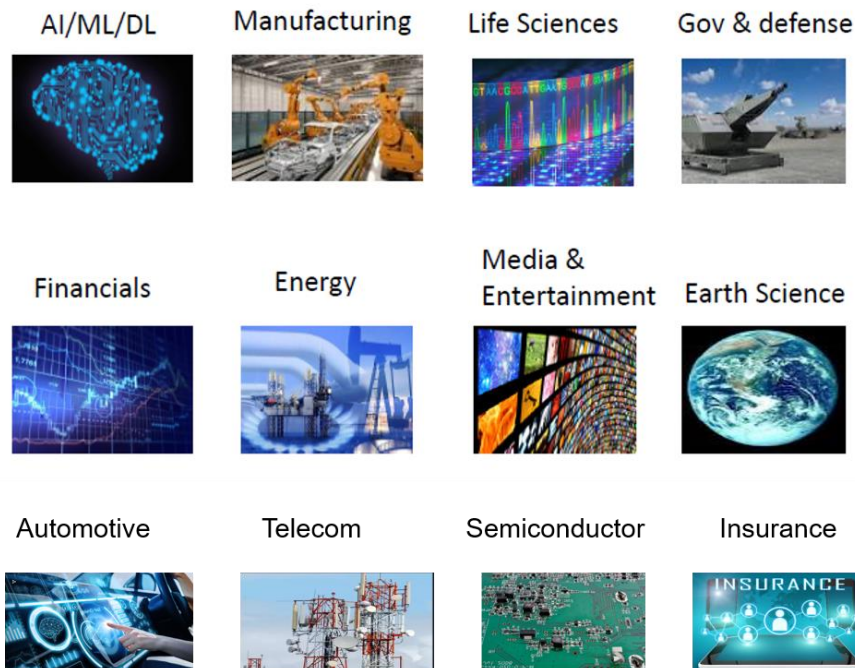 AI/ML/DL
Manufacturing
Life Sciences
Gov & defense
GTAACGCGATTGAAT
Financials
Energy
Media &
Entertainment
Earth Science
Automotive
Telecom
Semiconductor
Insurance
INSURANCE